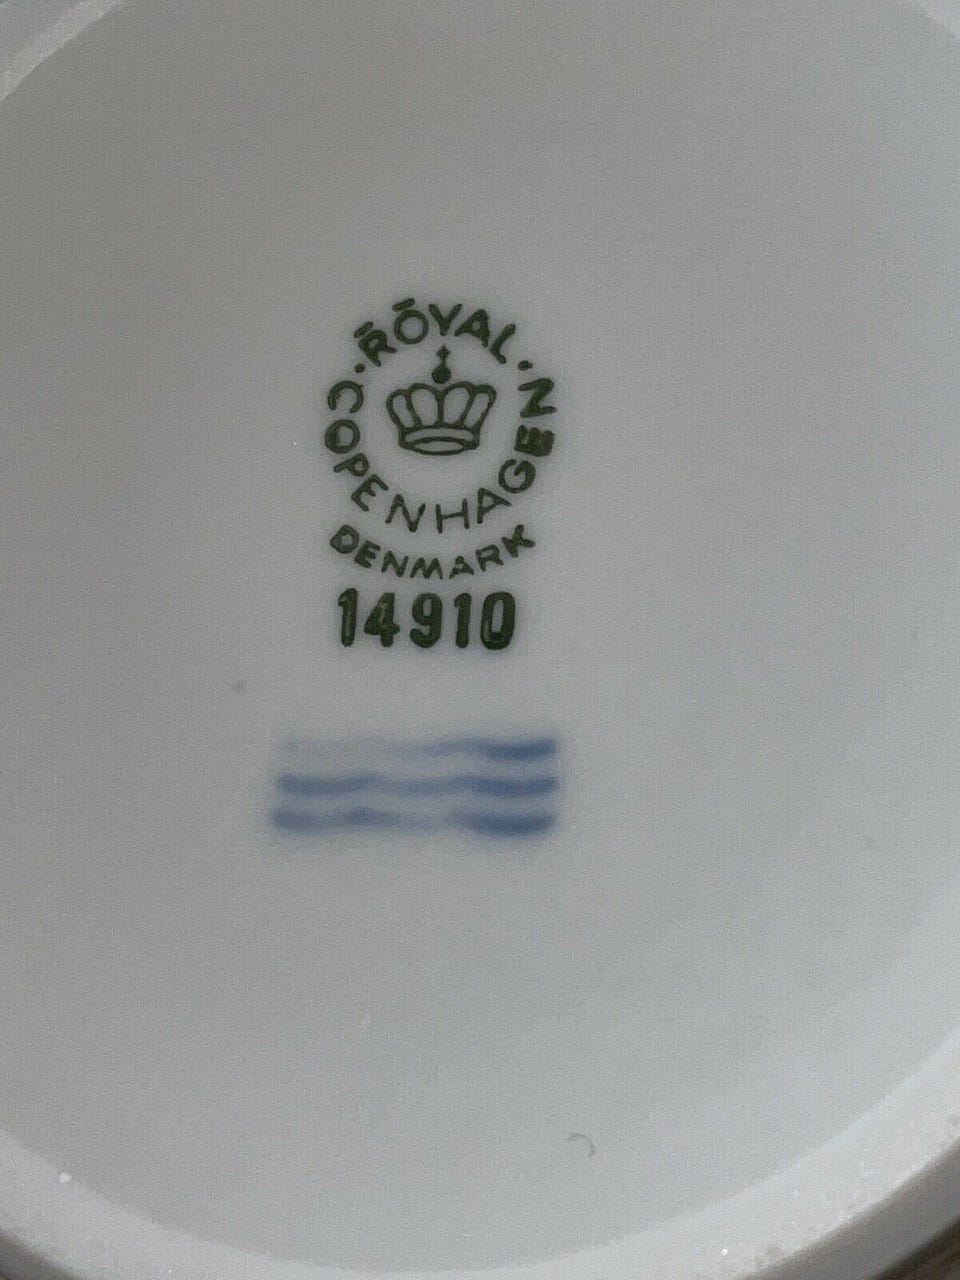 ROYAL
COPENHAGEN
DENMARK
14910